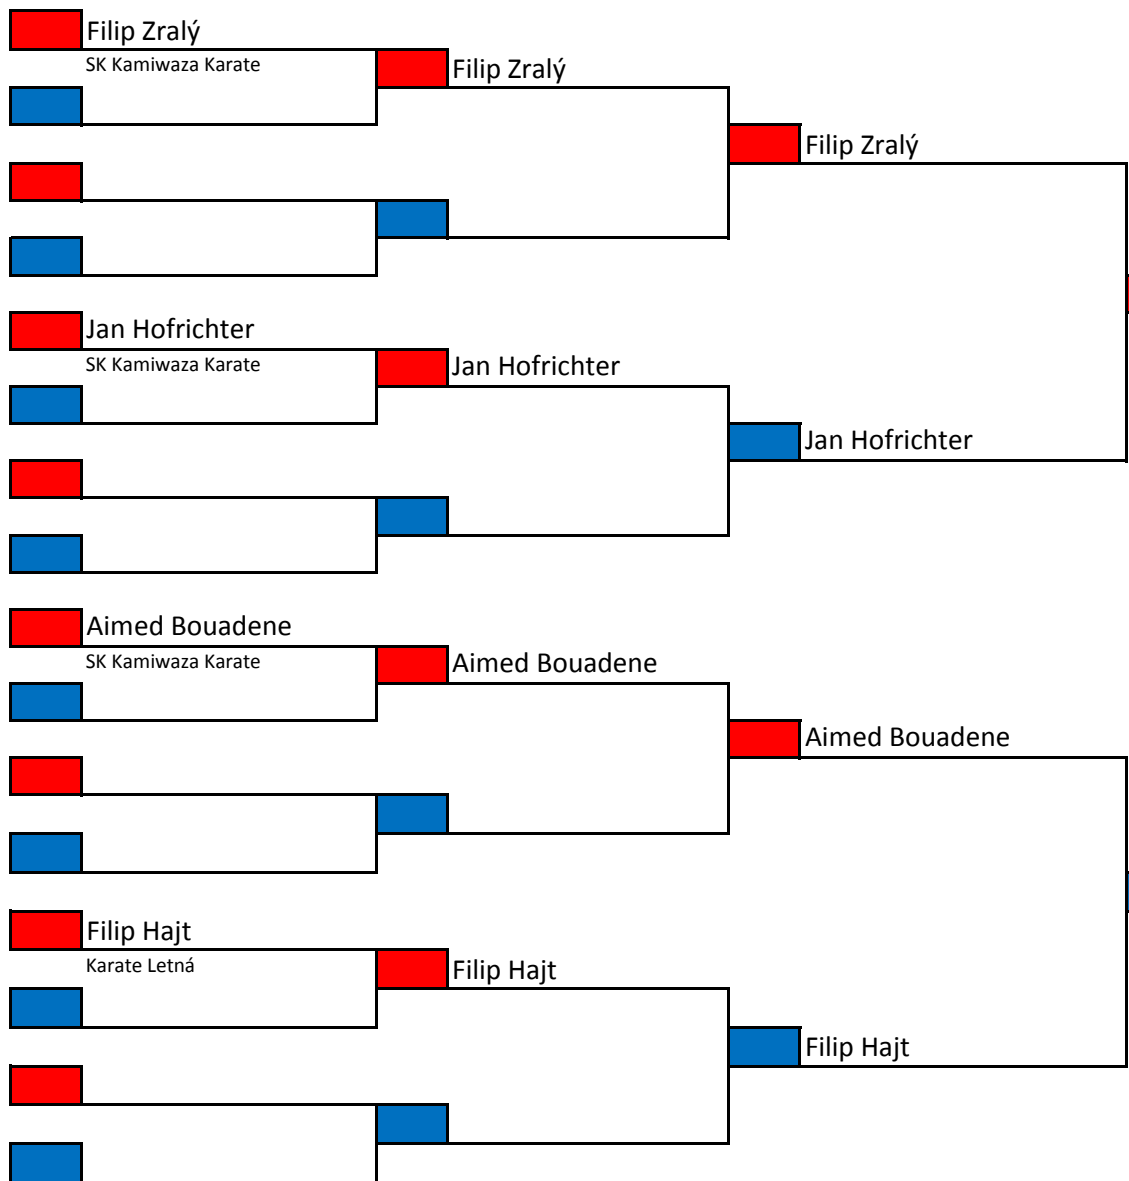 Filip Zralý
SK Kamiwaza Karate
Filip Zralý
Filip Zralý
Jan Hofrichter
SK Kamiwaza Karate
Jan Hofrichter
Jan Hofrichter
Aimed Bouadene
SK Kamiwaza Karate
Aimed Bouadene
Aimed Bouadene
Filip Hajt
Karate Letná
Filip Hajt
Filip Hajt